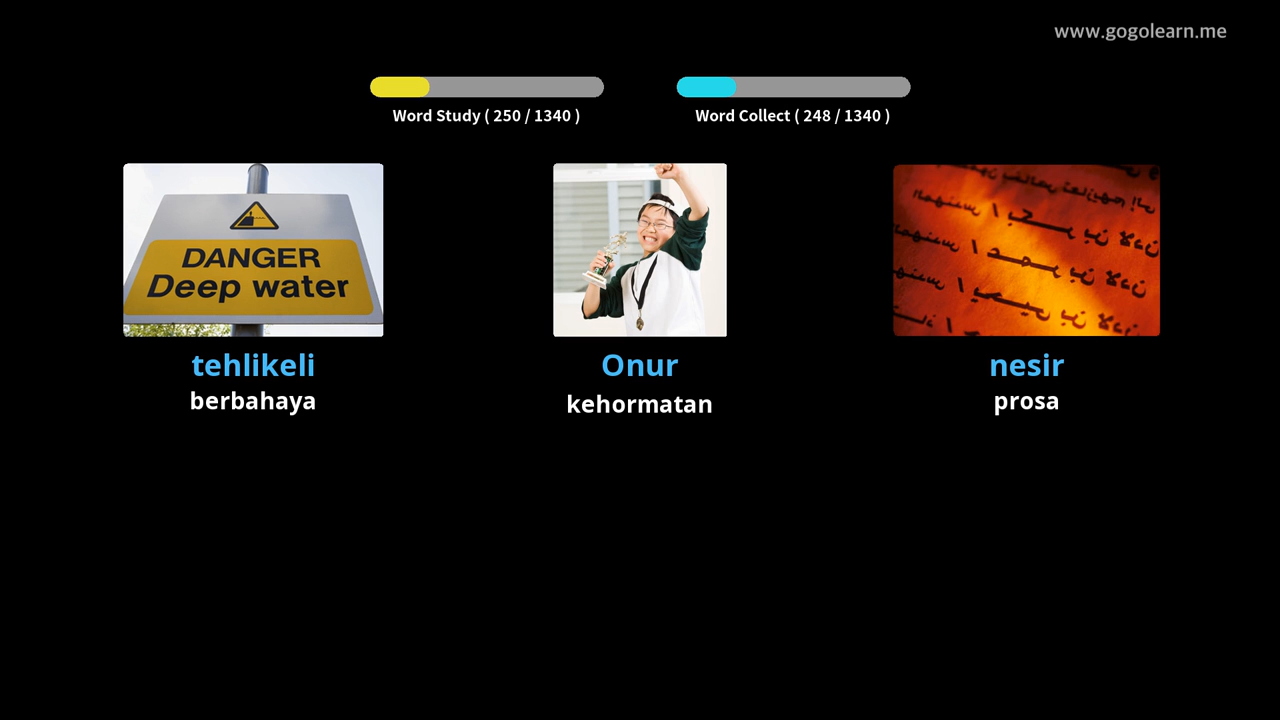 www.gogolearn.me
Word Study ( 250 / 1340 )
Word Collect ( 248 / 1340 )
DANGER
Deep water
tehlikeli
berbahaya
Onur
kehormatan
nesir
prosa